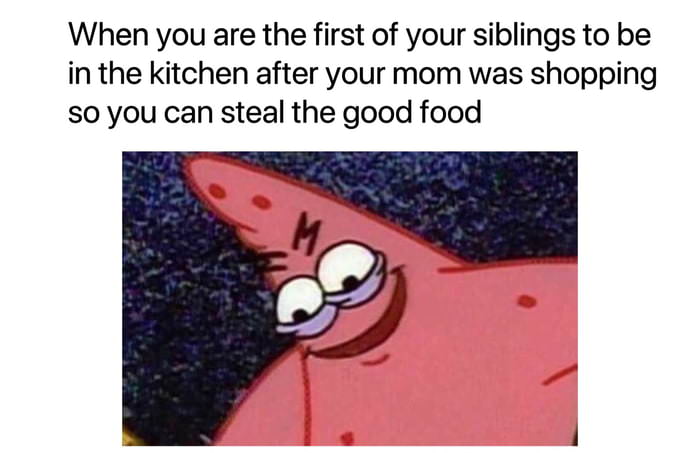 When you are the first of your siblings to be
in the kitchen after your mom was shopping
so you can steal the good food